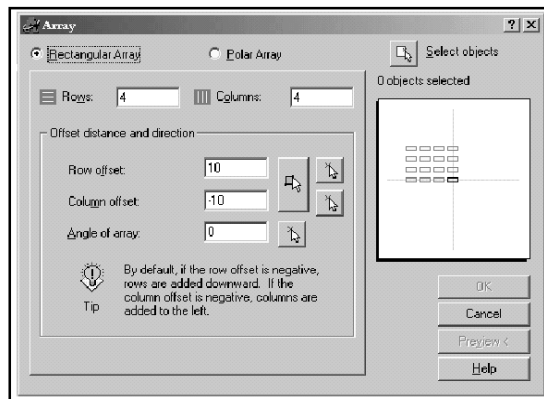 Array
Rectangular Array
Polar Array
Select objects
0 objects selected
Rows: 4
Columns: 4
Offset distance and direction
Row offset: 10
Column offset: -10
Angle of array: 0
Tip
By default, if the row offset is negative,
rows are added downward. If the
column offset is negative, columns are
added to the left.
OK
Cancel
Preview <
Help